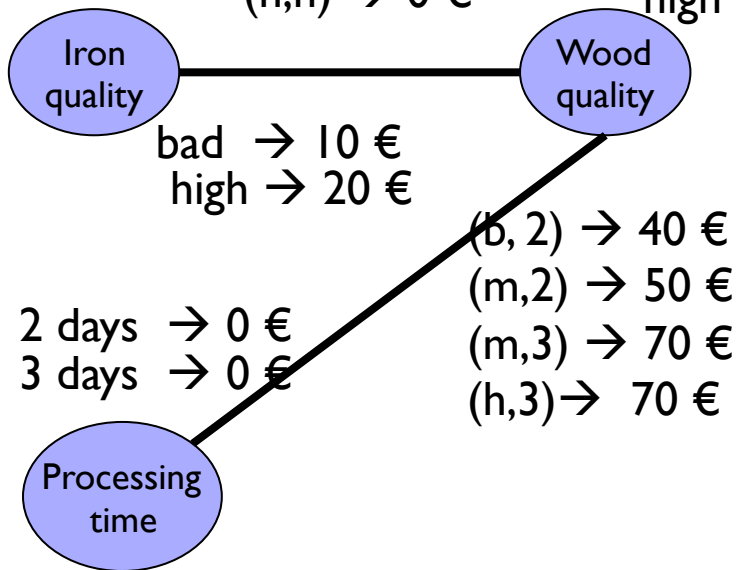 high
Iron
quality
Wood
quality
bad → 10 €
high → 20 €
(b, 2) → 40 €
(m,2) → 50 €
(m,3) → 70 €
(h,3)→ 70 €
2 days → 0 €
3 days → 0 €
Processing
time